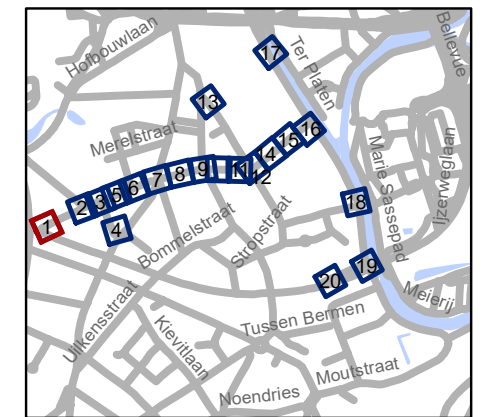 Hofbouwlaan
Ter Platen
Bellevue
17
13
Merelstraat
16
15
14
12
11
9
8
7
6
5
3
2
1
4
Marie Sassepad
Ijzerweglaan
18
Bommelstraat
Stropstraat
19
20
Meierij
Uilkensstraat
Kievitlaan
Tussen Bermen
Moutstraat
Noendries